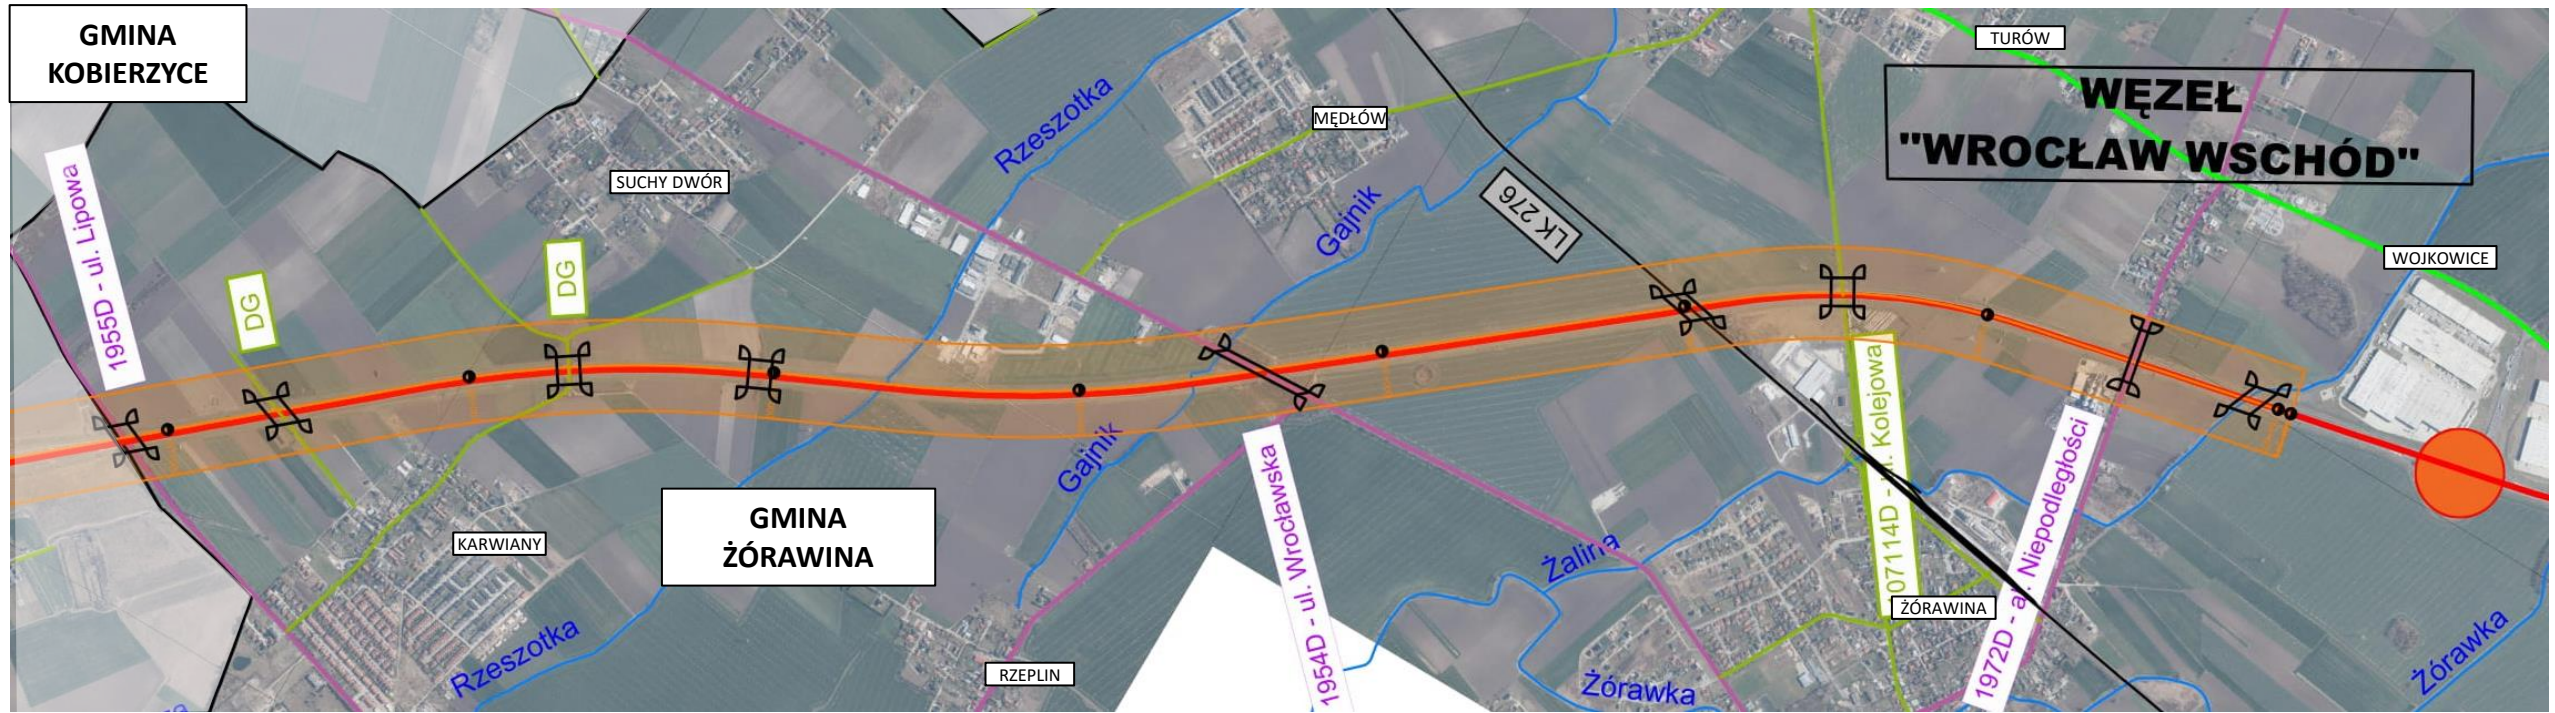 GMINA
KOBIERZYCE
TURÓW
WĘZEŁ
"WROCŁAW WSCHÓD"
Rzeszotka
MĘDŁÓW
SUCHY DWÓR
1955D - ul. Lipowa
DG
DG
Gajnik
LK 276
WOJKOWICE
107114D - ul. Kolejowa
Gajnik
1954D - ul. Wrocławska
1972D - al. Niepodległości
KARWIANY
GMINA
ŻÓRAWINA
Żalina
ŻÓRAWINA
Rzeszotka
RZEPLIN
Żórawka
Żórawka